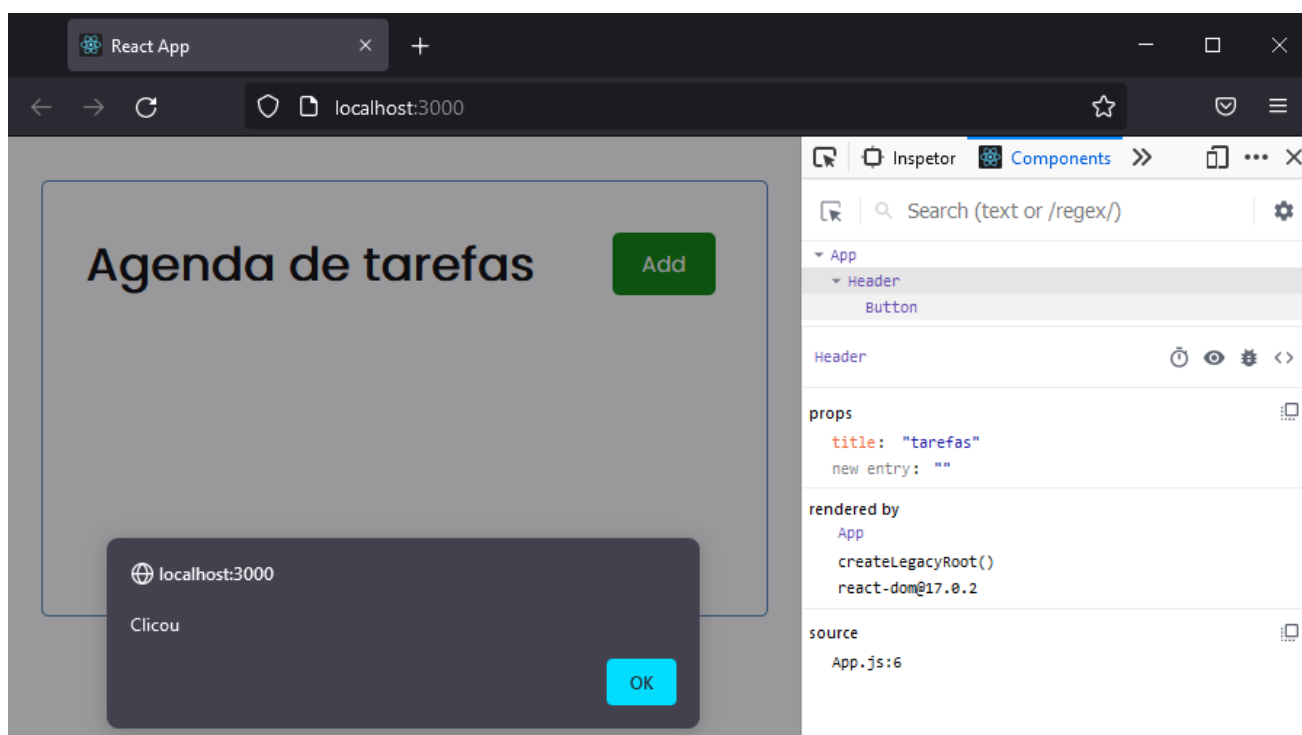 React App
localhost:3000
Inspetor
Components
Search (text or /regex/)
Agenda de tarefas
Add
App
Header
Button
Header
props
title: "tarefas"
new entry: ""
rendered by
App
createLegacyRoot()
react-dom@17.0.2
source
App.js:6
localhost:3000
Clicou
OK